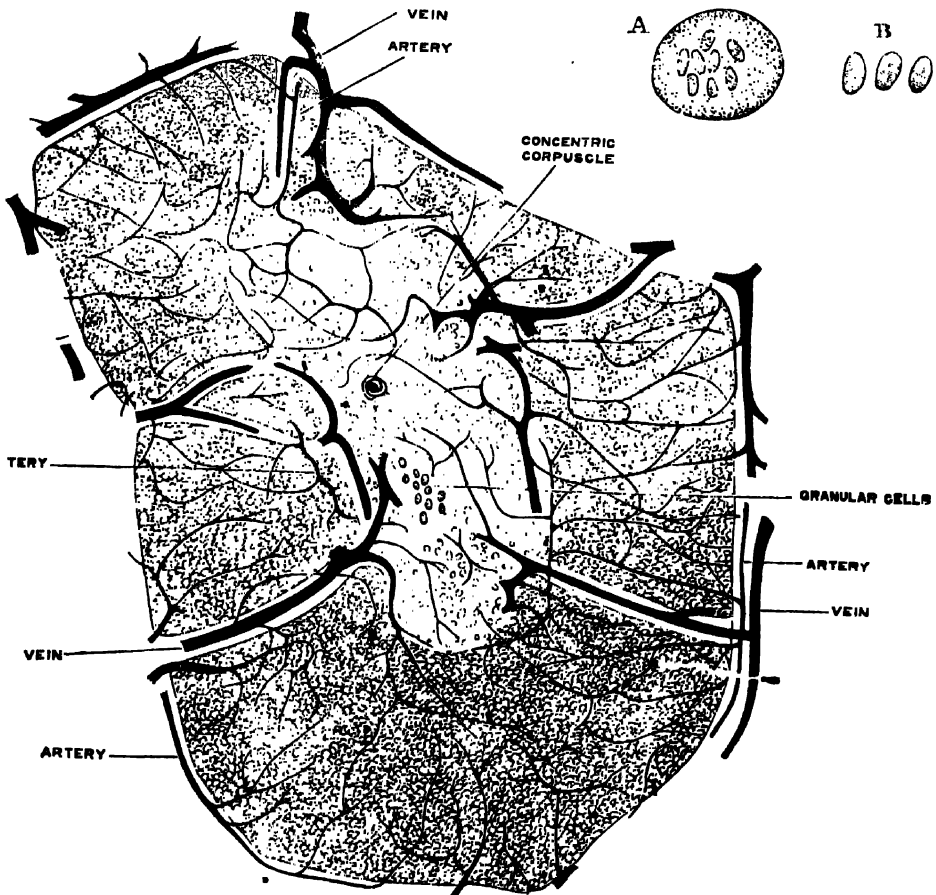 VEIN
ARTERY
A
B
CONCENTRIC
CORPUSCLE
TERY
GRANULAR CELLS
ARTERY
VEIN
VEIN
ARTERY